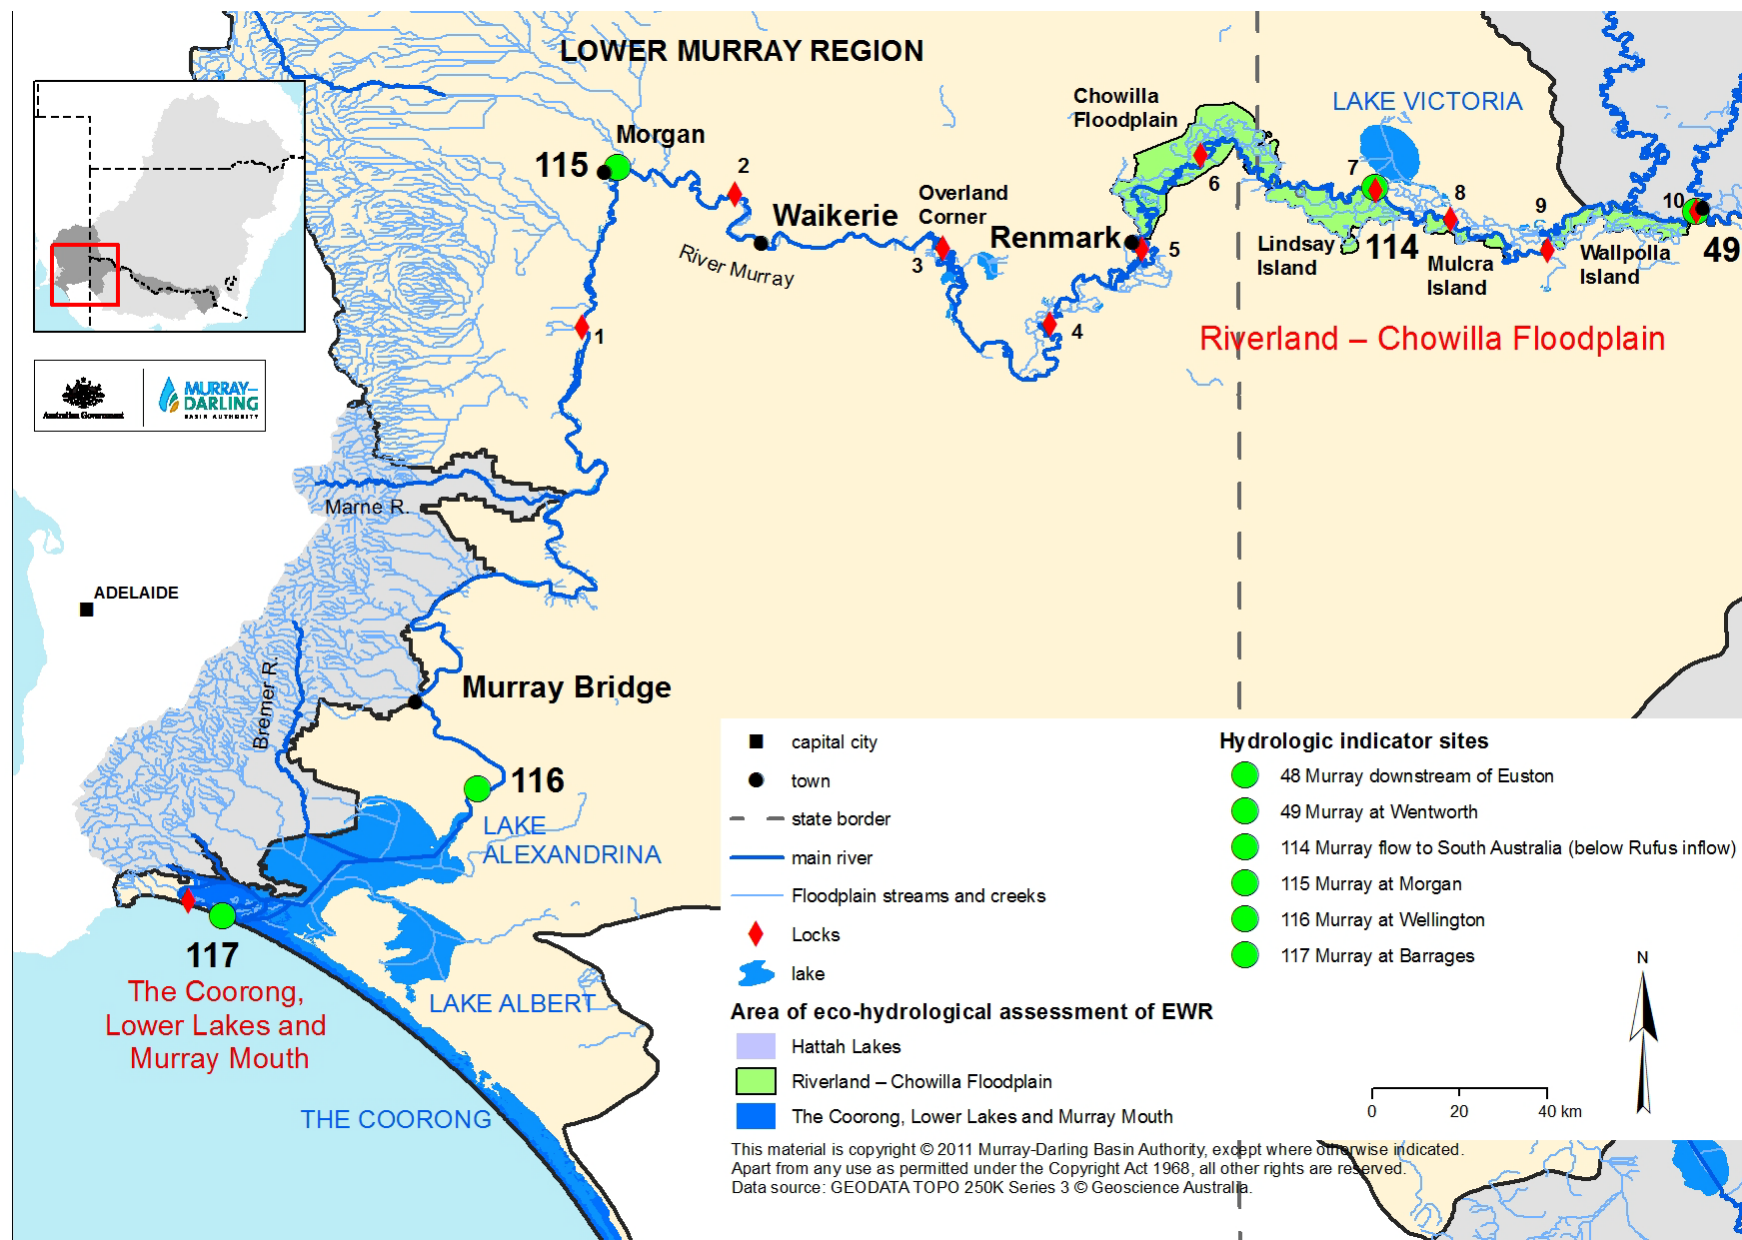 LOWER MURRAY REGION
Chowilla
Floodplain
LAKE VICTORIA
Morgan
115
2
7
6
8
Overland
Corner
9
10
Waikerie
Renmark
3
5
River Murray
Lindsay
Island
114
Mulcra
Island
Wallpolla
Island
49
1
4
Riverland – Chowilla Floodplain
Australian Government
MURRAY–
DARLING
BASIN AUTHORITY
Marne R.
ADELAIDE
Bremer R.
Murray Bridge
116
LAKE
ALEXANDRINA
117
The Coorong,
Lower Lakes and
Murray Mouth
LAKE ALBERT
THE COORONG
capital city
town
state border
main river
Floodplain streams and creeks
Locks
lake
Area of eco-hydrological assessment of EWR
Hattah Lakes
Riverland – Chowilla Floodplain
The Coorong, Lower Lakes and Murray Mouth
Hydrologic indicator sites
48 Murray downstream of Euston
49 Murray at Wentworth
114 Murray flow to South Australia (below Rufus inflow)
115 Murray at Morgan
116 Murray at Wellington
117 Murray at Barrages
N
0 20 40 km
This material is copyright © 2011 Murray-Darling Basin Authority, except where otherwise indicated.
Apart from any use as permitted under the Copyright Act 1968, all other rights are reserved.
Data source: GEODATA TOPO 250K Series 3 © Geoscience Australia.